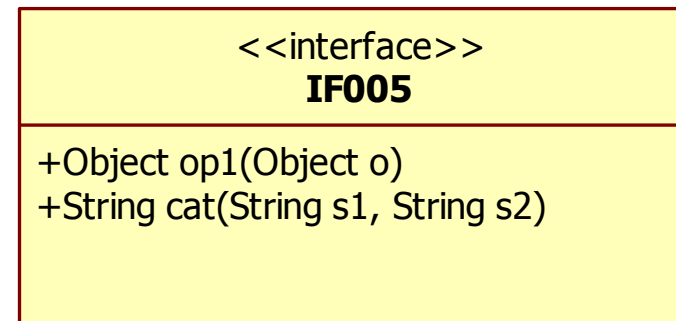 <<interface>>
IF005
+Object op1(Object o)
+String cat(String s1, String s2)